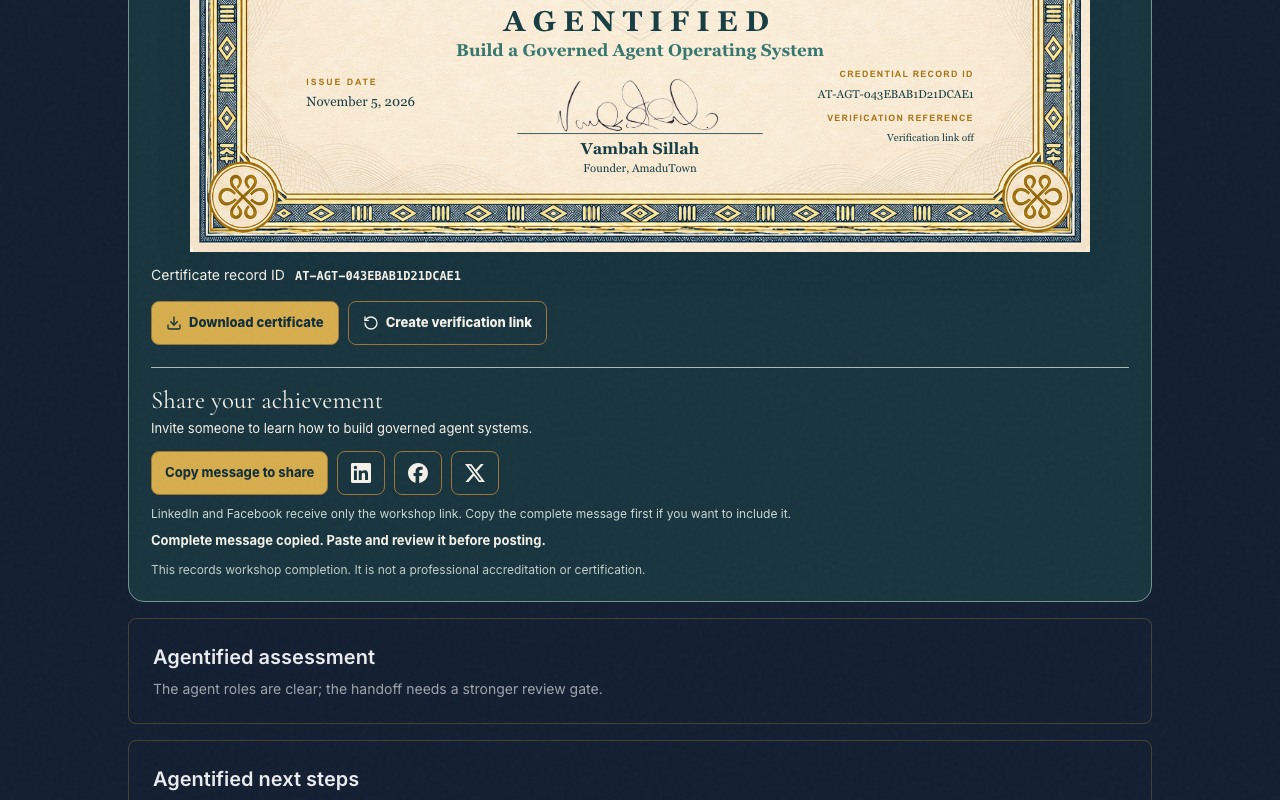 AGENTIFIED
Build a Governed Agent Operating System
ISSUE DATE
November 5, 2026
CREDENTIAL RECORD ID
AT-AGT-043EBAB1D21DCAE1
VERIFICATION REFERENCE
Verification link off
Vambah Sillah
Founder, AmaduTown
Certificate record ID AT-AGT-043EBAB1D21DCAE1
Download certificate
Create verification link
Share your achievement
Invite someone to learn how to build governed agent systems.
Copy message to share
LinkedIn and Facebook receive only the workshop link. Copy the complete message first if you want to include it.
Complete message copied. Paste and review it before posting.
This records workshop completion. It is not a professional accreditation or certification.
Agentified assessment
The agent roles are clear; the handoff needs a stronger review gate.
Agentified next steps